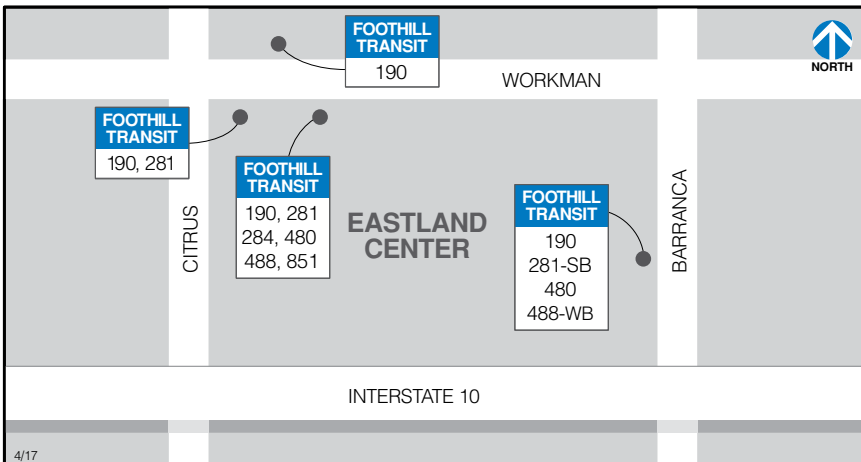 FOOTHILL
TRANSIT
190
NORTH
WORKMAN
FOOTHILL
TRANSIT
190, 281
FOOTHILL
TRANSIT
190, 281
284, 480
488, 851
EASTLAND
CENTER
FOOTHILL
TRANSIT
190
281-SB
480
488-WB
CITRUS
BARRANCA
INTERSTATE 10
4/17